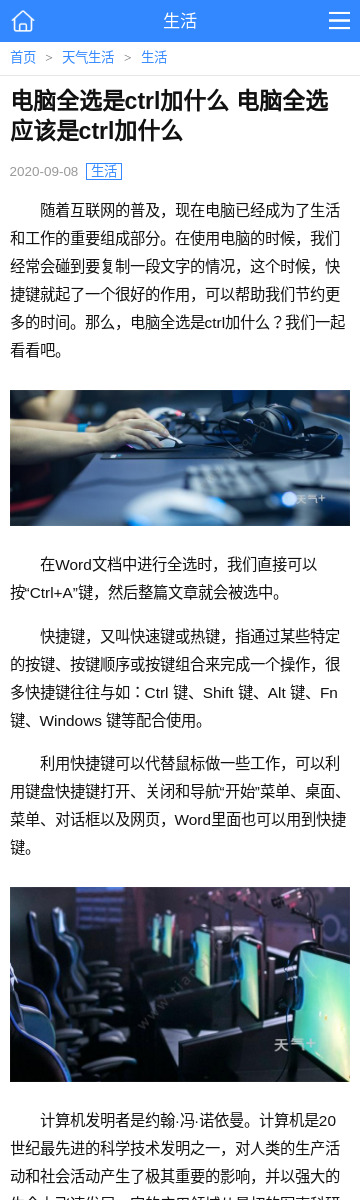 生活
首页 > 天气生活 > 生活
电脑全选是ctrl加什么 电脑全选
应该是ctrl加什么
2020-09-08 生活
随着互联网的普及，现在电脑已经成为了生活
和工作的重要组成部分。在使用电脑的时候，我们
经常会碰到要复制一段文字的情况，这个时候，快
捷键就起了一个很好的作用，可以帮助我们节约更
多的时间。那么，电脑全选是ctrl加什么？我们一起
看看吧。
天气+
在Word文档中进行全选时，我们直接可以
按“Ctrl+A”键，然后整篇文章就会被选中。
快捷键，又叫快速键或热键，指通过某些特定
的按键、按键顺序或按键组合来完成一个操作，很
多快捷键往往与如：Ctrl 键、Shift 键、Alt 键、Fn
键、Windows 键等配合使用。
利用快捷键可以代替鼠标做一些工作，可以利
用键盘快捷键打开、关闭和导航“开始”菜单、桌面、
菜单、对话框以及网页，Word里面也可以用到快捷
键。
天气+
计算机发明者是约翰·冯·诺依曼。计算机是20
世纪最先进的科学技术发明之一，对人类的生产活
动和社会活动产生了极其重要的影响，并以强大的